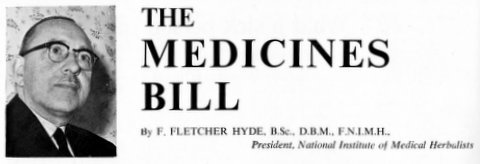 THE
MEDICINES
BILL
By F. FLETCHER HYDE, B.Sc., D.B.M., F.N.I.M.H.,
President, National Institute of Medical Herbalists